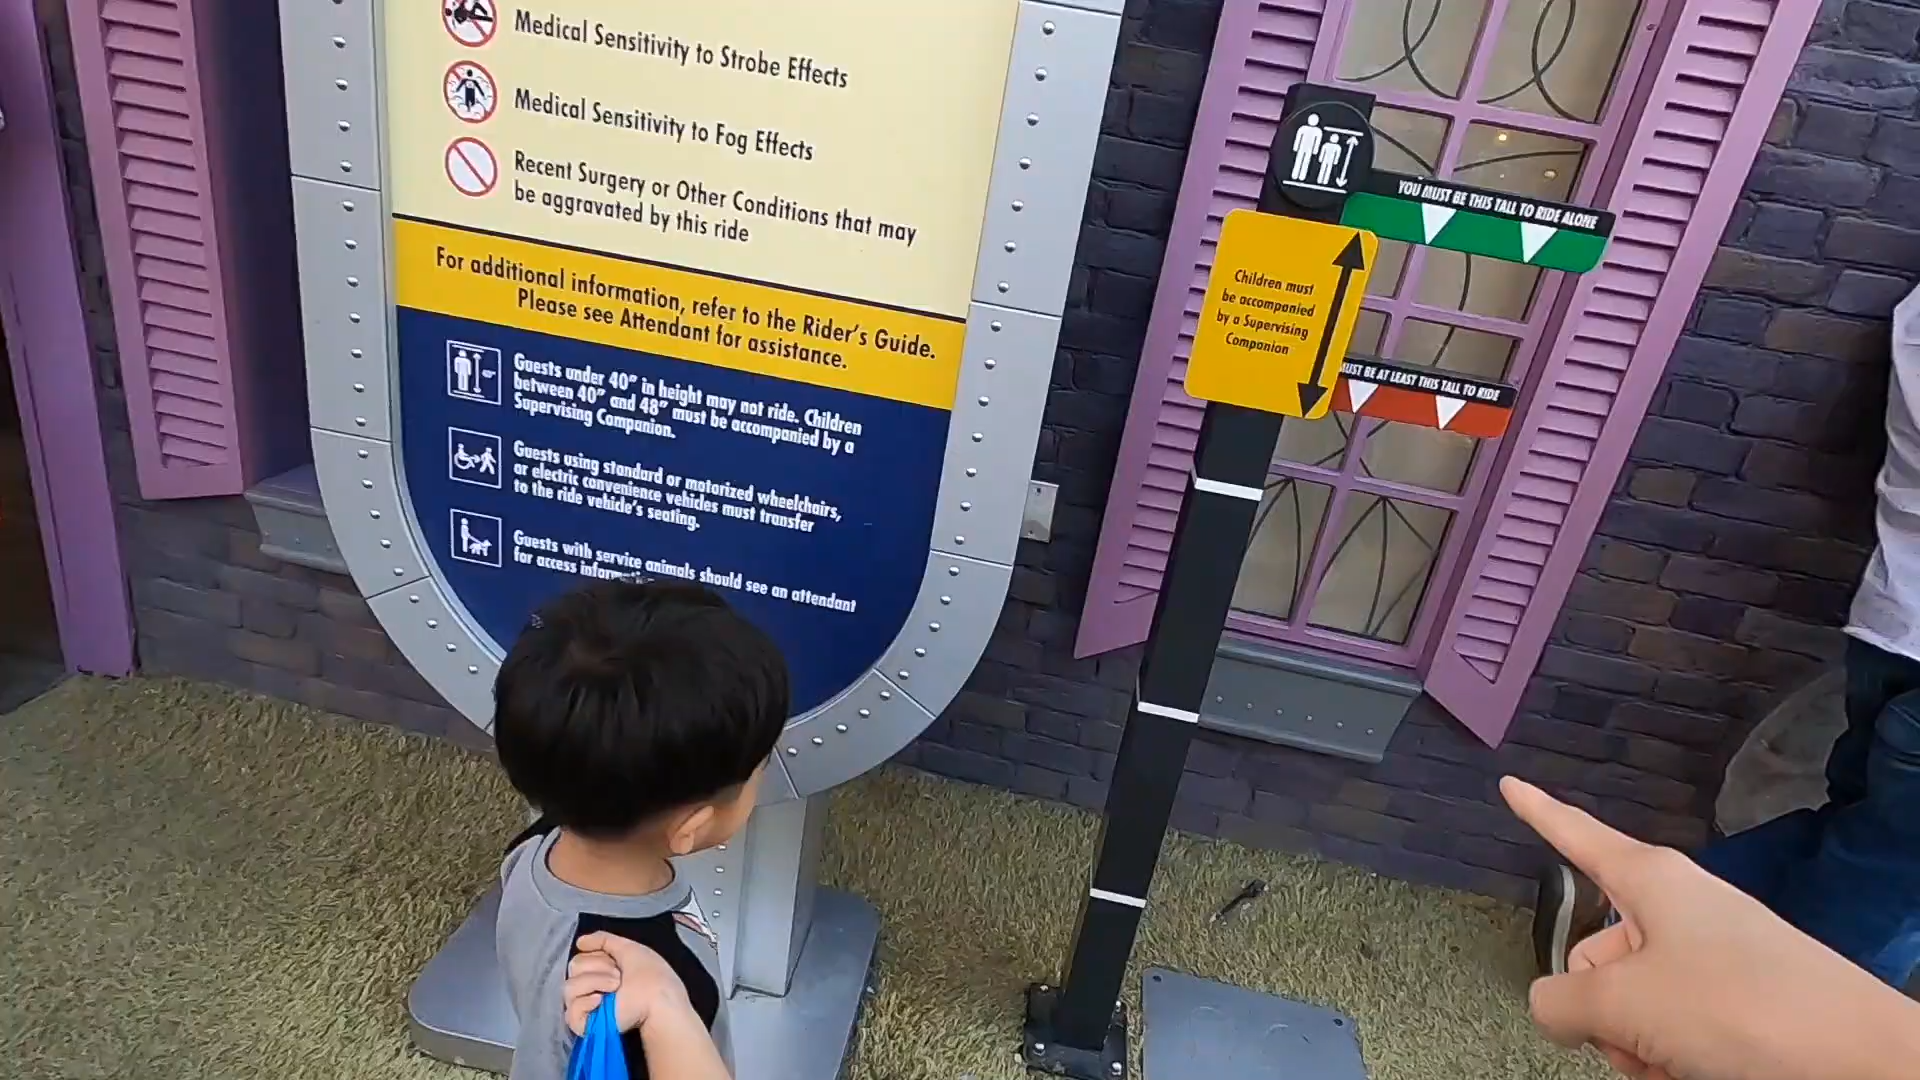 Medical Sensitivity to Strobe Effects
Medical Sensitivity to Fog Effects
Recent Surgery or Other Conditions that may
be aggravated by this ride
For additional information, refer to the Rider's Guide.
Please see Attendant for assistance.
Guests under 40" in height may not ride. Children
between 40" and 48" must be accompanied by a
Supervising Companion.
Guests using standard or motorized wheelchairs,
or electric convenience vehicles must transfer
to the ride vehicle's seating.
Guests with service animals should see an attendant
for access
YOU MUST BE THIS TALL TO RIDE ALONE
Children must
be accompanied
by a Supervising
Companion
MUST BE AT LEAST THIS TALL TO RIDE